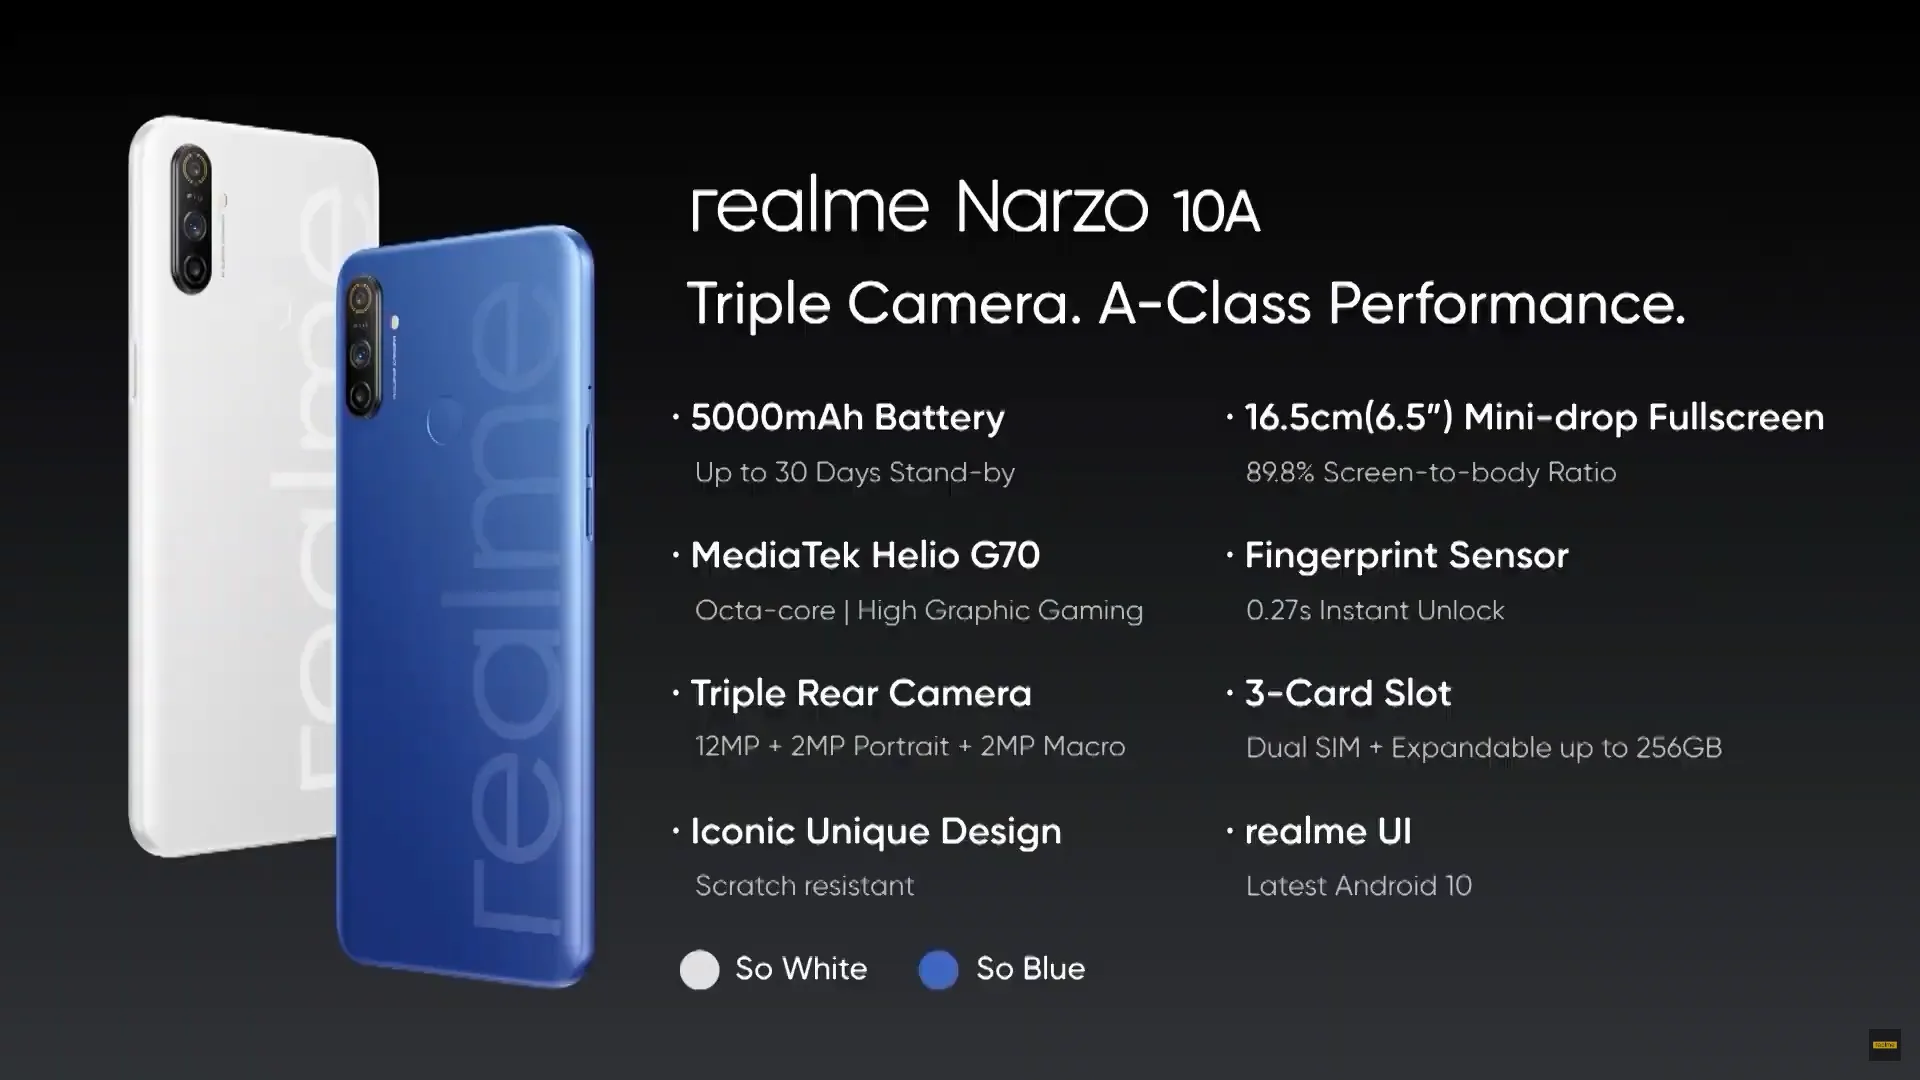 realme Narzo 10A
Triple Camera. A-Class Performance.
· 5000mAh Battery
Up to 30 Days Stand-by
· MediaTek Helio G70
Octa-core | High Graphic Gaming
· Triple Rear Camera
12MP + 2MP Portrait + 2MP Macro
· Iconic Unique Design
Scratch resistant
· 16.5cm(6.5”) Mini-drop Fullscreen
89.8% Screen-to-body Ratio
· Fingerprint Sensor
0.27s Instant Unlock
· 3-Card Slot
Dual SIM + Expandable up to 256GB
· realme UI
Latest Android 10
So White
So Blue
realme
realme
realme